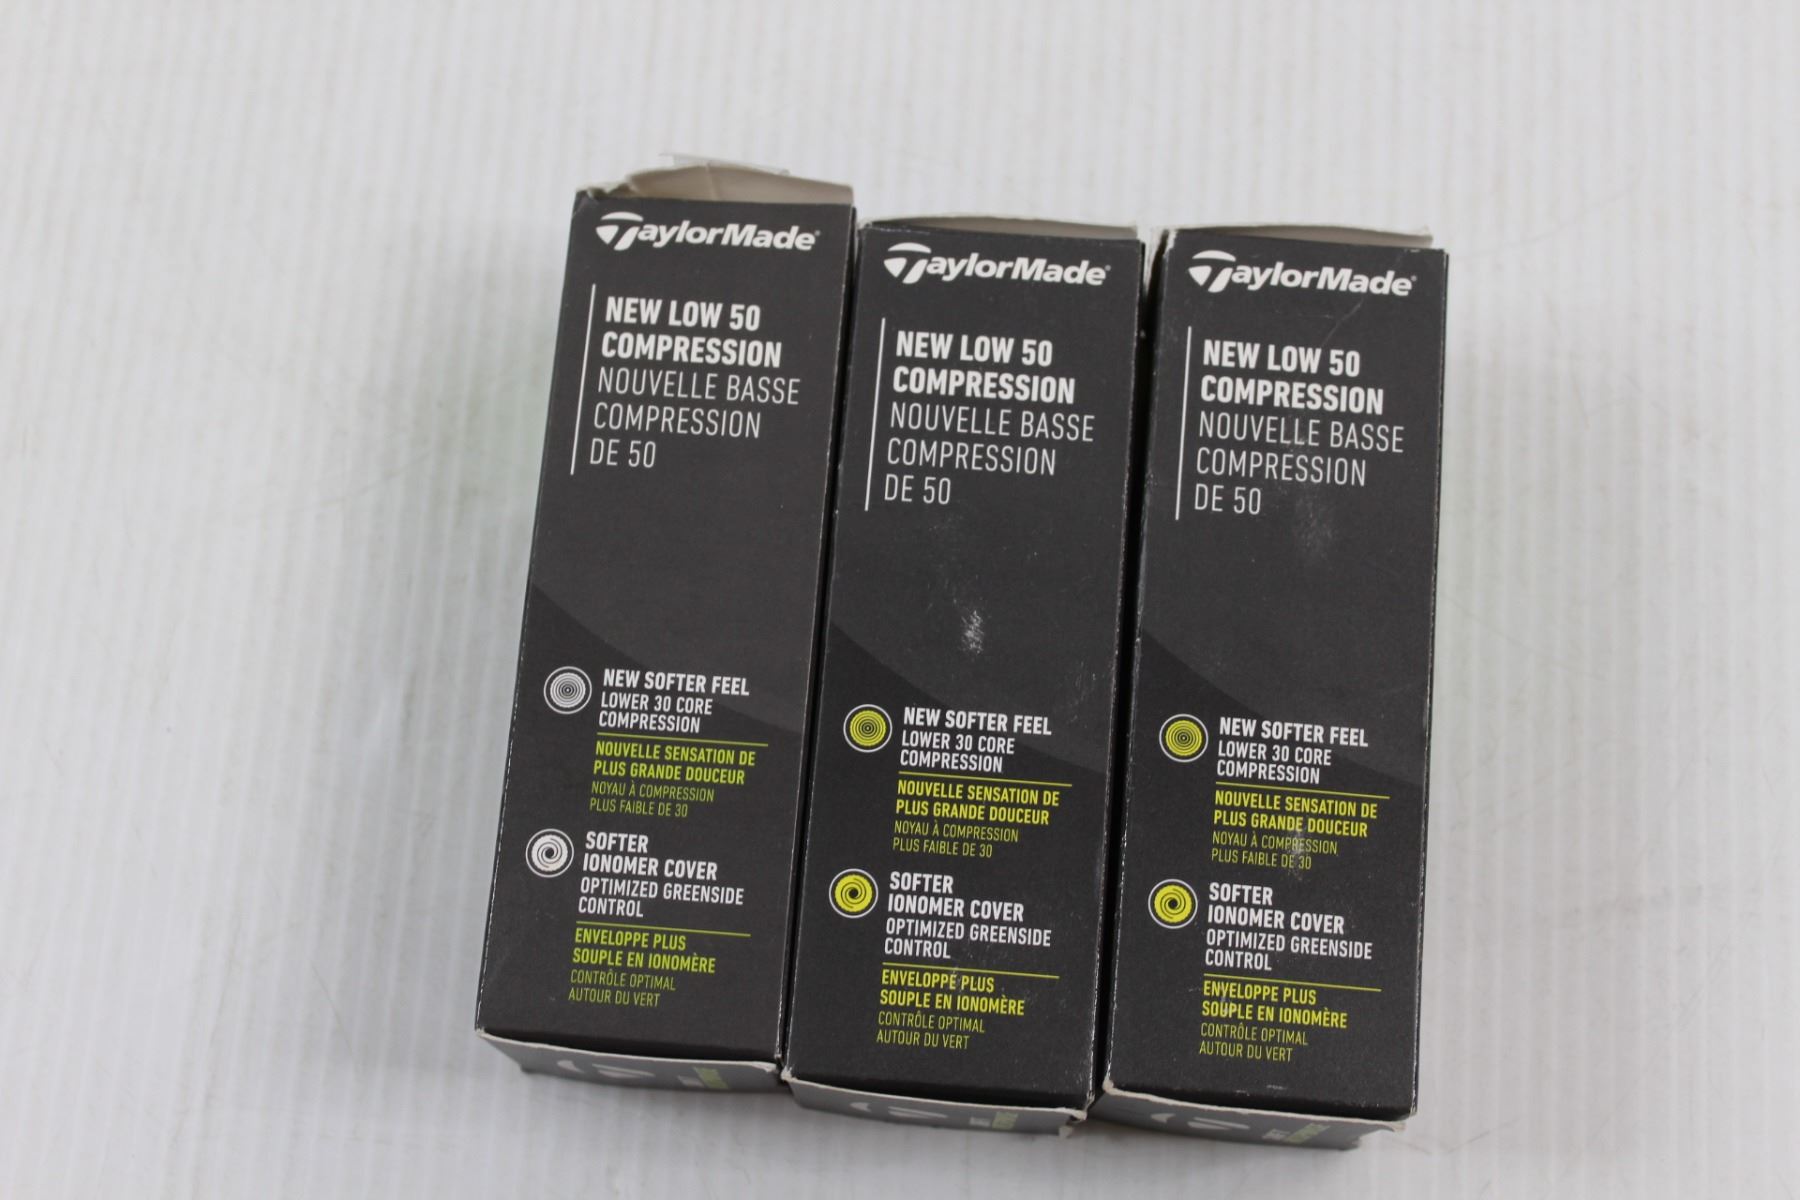 TaylorMade®
NEW LOW 50
COMPRESSION
NOUVELLE BASSE
COMPRESSION
DE 50
NEW SOFTER FEEL
LOWER 30 CORE
COMPRESSION
NOUVELLE SENSATION DE
PLUS GRANDE DOUCEUR
NOYAU À COMPRESSION
PLUS FAIBLE DE 30
SOFTER
IONOMER COVER
OPTIMIZED GREENSIDE
CONTROL
ENVELOPPE PLUS
SOUPLE EN IONOMÈRE
CONTRÔLE OPTIMAL
AUTOUR DU VERT
TaylorMade®
NEW LOW 50
COMPRESSION
NOUVELLE BASSE
COMPRESSION
DE 50
NEW SOFTER FEEL
LOWER 30 CORE
COMPRESSION
NOUVELLE SENSATION DE
PLUS GRANDE DOUCEUR
NOYAU À COMPRESSION
PLUS FAIBLE DE 30
SOFTER
IONOMER COVER
OPTIMIZED GREENSIDE
CONTROL
ENVELOPPE PLUS
SOUPLE EN IONOMÈRE
CONTRÔLE OPTIMAL
AUTOUR DU VERT
TaylorMade®
NEW LOW 50
COMPRESSION
NOUVELLE BASSE
COMPRESSION
DE 50
NEW SOFTER FEEL
LOWER 30 CORE
COMPRESSION
NOUVELLE SENSATION DE
PLUS GRANDE DOUCEUR
NOYAU À COMPRESSION
PLUS FAIBLE DE 30
SOFTER
IONOMER COVER
OPTIMIZED GREENSIDE
CONTROL
ENVELOPPE PLUS
SOUPLE EN IONOMÈRE
CONTRÔLE OPTIMAL
AUTOUR DU VERT